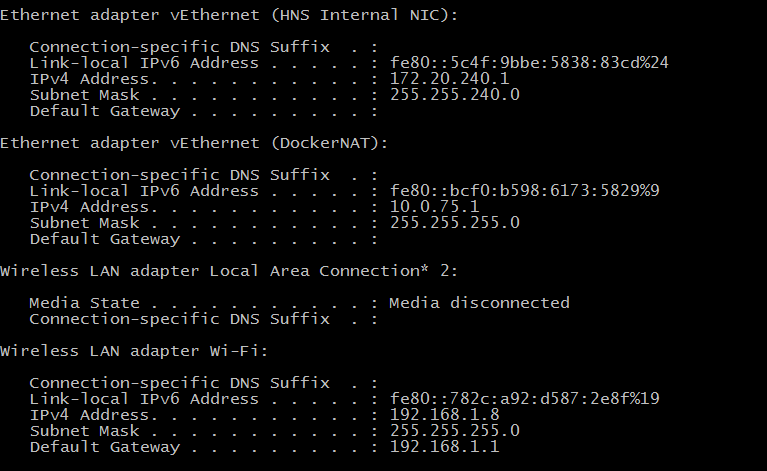 Ethernet adapter vEthernet (HNS Internal NIC):
Connection-specific DNS Suffix . :
Link-local IPv6 Address . . . . . : fe80::5c4f:9bbe:5838:83cd%24
IPv4 Address. . . . . . . . . . . : 172.20.240.1
Subnet Mask . . . . . . . . . . . : 255.255.240.0
Default Gateway . . . . . . . . . :
Ethernet adapter vEthernet (DockerNAT):
Connection-specific DNS Suffix . :
Link-local IPv6 Address . . . . . : fe80::bcf0:b598:6173:5829%9
IPv4 Address. . . . . . . . . . . : 10.0.75.1
Subnet Mask . . . . . . . . . . . : 255.255.255.0
Default Gateway . . . . . . . . . :
Wireless LAN adapter Local Area Connection* 2:
Media State . . . . . . . . . . . : Media disconnected
Connection-specific DNS Suffix . :
Wireless LAN adapter Wi-Fi:
Connection-specific DNS Suffix . :
Link-local IPv6 Address . . . . . : fe80::782c:a92:d587:2e8f%19
IPv4 Address. . . . . . . . . . . : 192.168.1.8
Subnet Mask . . . . . . . . . . . : 255.255.255.0
Default Gateway . . . . . . . . . : 192.168.1.1